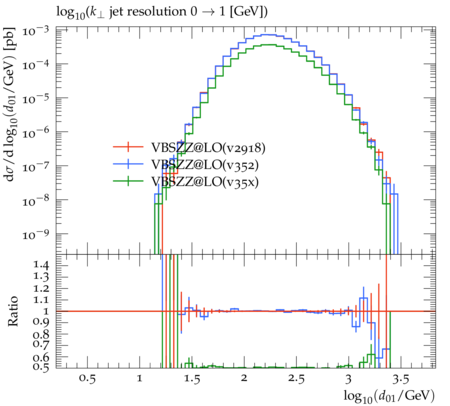 log₁₀(k⊥ jet resolution 0 → 1 [GeV])
dσ/d log₁₀(d₀₁/GeV) [pb]
10⁻³
10⁻⁴
10⁻⁵
10⁻⁶
10⁻⁷
10⁻⁸
10⁻⁹
VBSZZ@LO(v2918)
VBSZZ@LO(v352)
VBSZZ@LO(v35x)
Ratio
1.4
1.3
1.2
1.1
1
0.9
0.8
0.7
0.6
0.5
0.5 1 1.5 2 2.5 3 3.5
log₁₀(d₀₁/GeV)